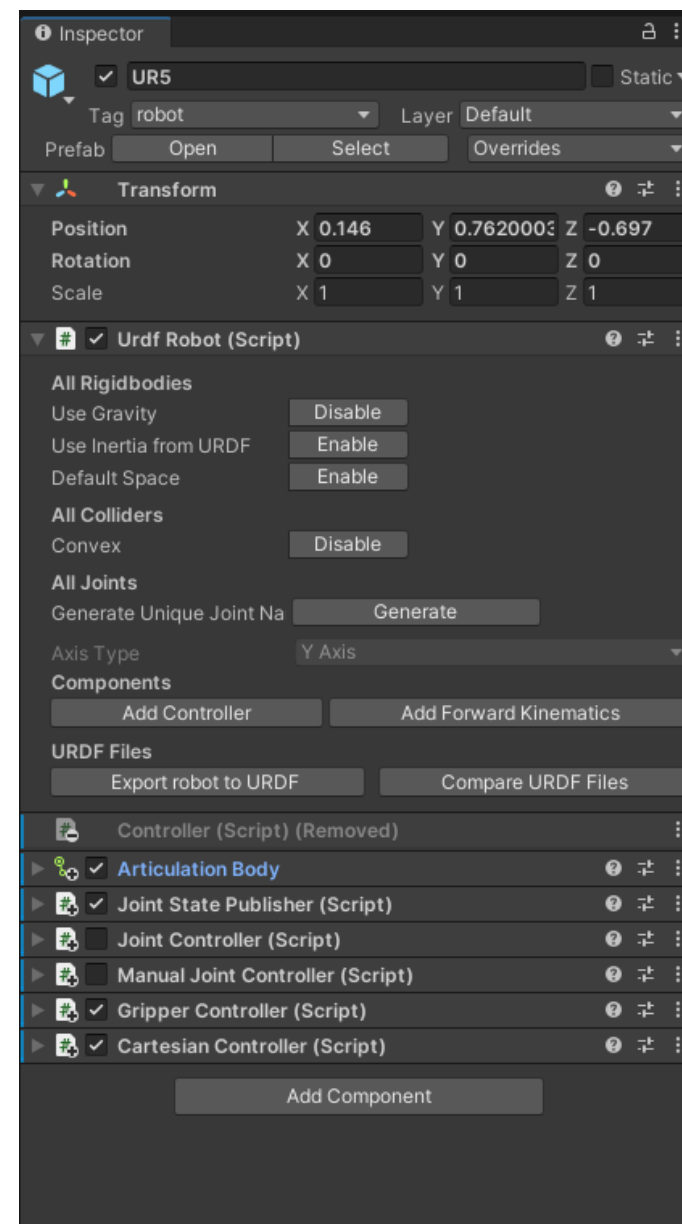 Inspector
UR5 Static
Tag robot Layer Default
Prefab Open Select Overrides
Transform
Position X 0.146 Y 0.7620003 Z -0.697
Rotation X 0 Y 0 Z 0
Scale X 1 Y 1 Z 1
# Urdf Robot (Script)
All Rigidbodies
Use Gravity Disable
Use Inertia from URDF Enable
Default Space Enable
All Colliders
Convex Disable
All Joints
Generate Unique Joint Na Generate
Axis Type Y Axis
Components
Add Controller Add Forward Kinematics
URDF Files
Export robot to URDF Compare URDF Files
# Controller (Script) (Removed)
Articulation Body
# Joint State Publisher (Script)
# Joint Controller (Script)
# Manual Joint Controller (Script)
# Gripper Controller (Script)
# Cartesian Controller (Script)
Add Component